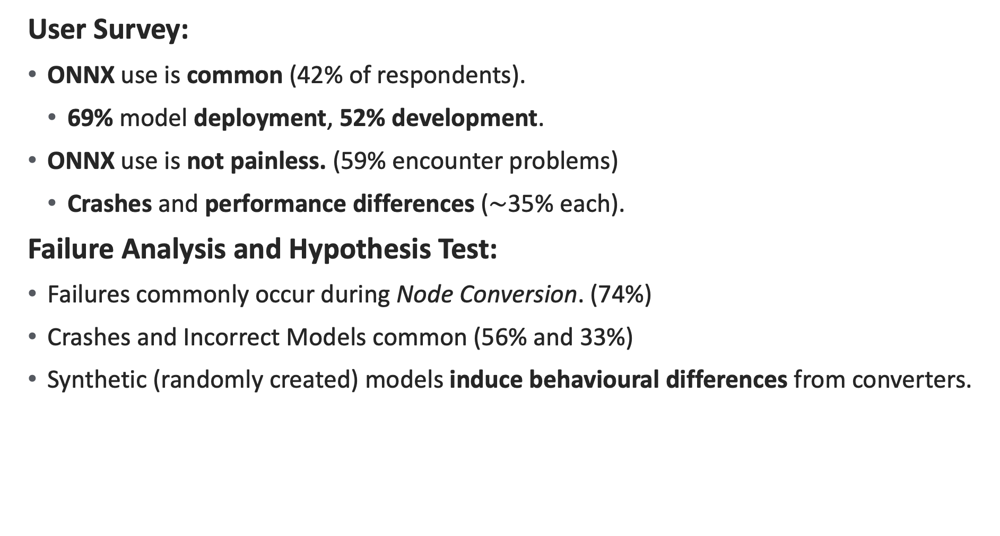 User Survey:
• ONNX use is common (42% of respondents).
• 69% model deployment, 52% development.
• ONNX use is not painless. (59% encounter problems)
• Crashes and performance differences (~35% each).
Failure Analysis and Hypothesis Test:
• Failures commonly occur during Node Conversion. (74%)
• Crashes and Incorrect Models common (56% and 33%)
• Synthetic (randomly created) models induce behavioural differences from converters.